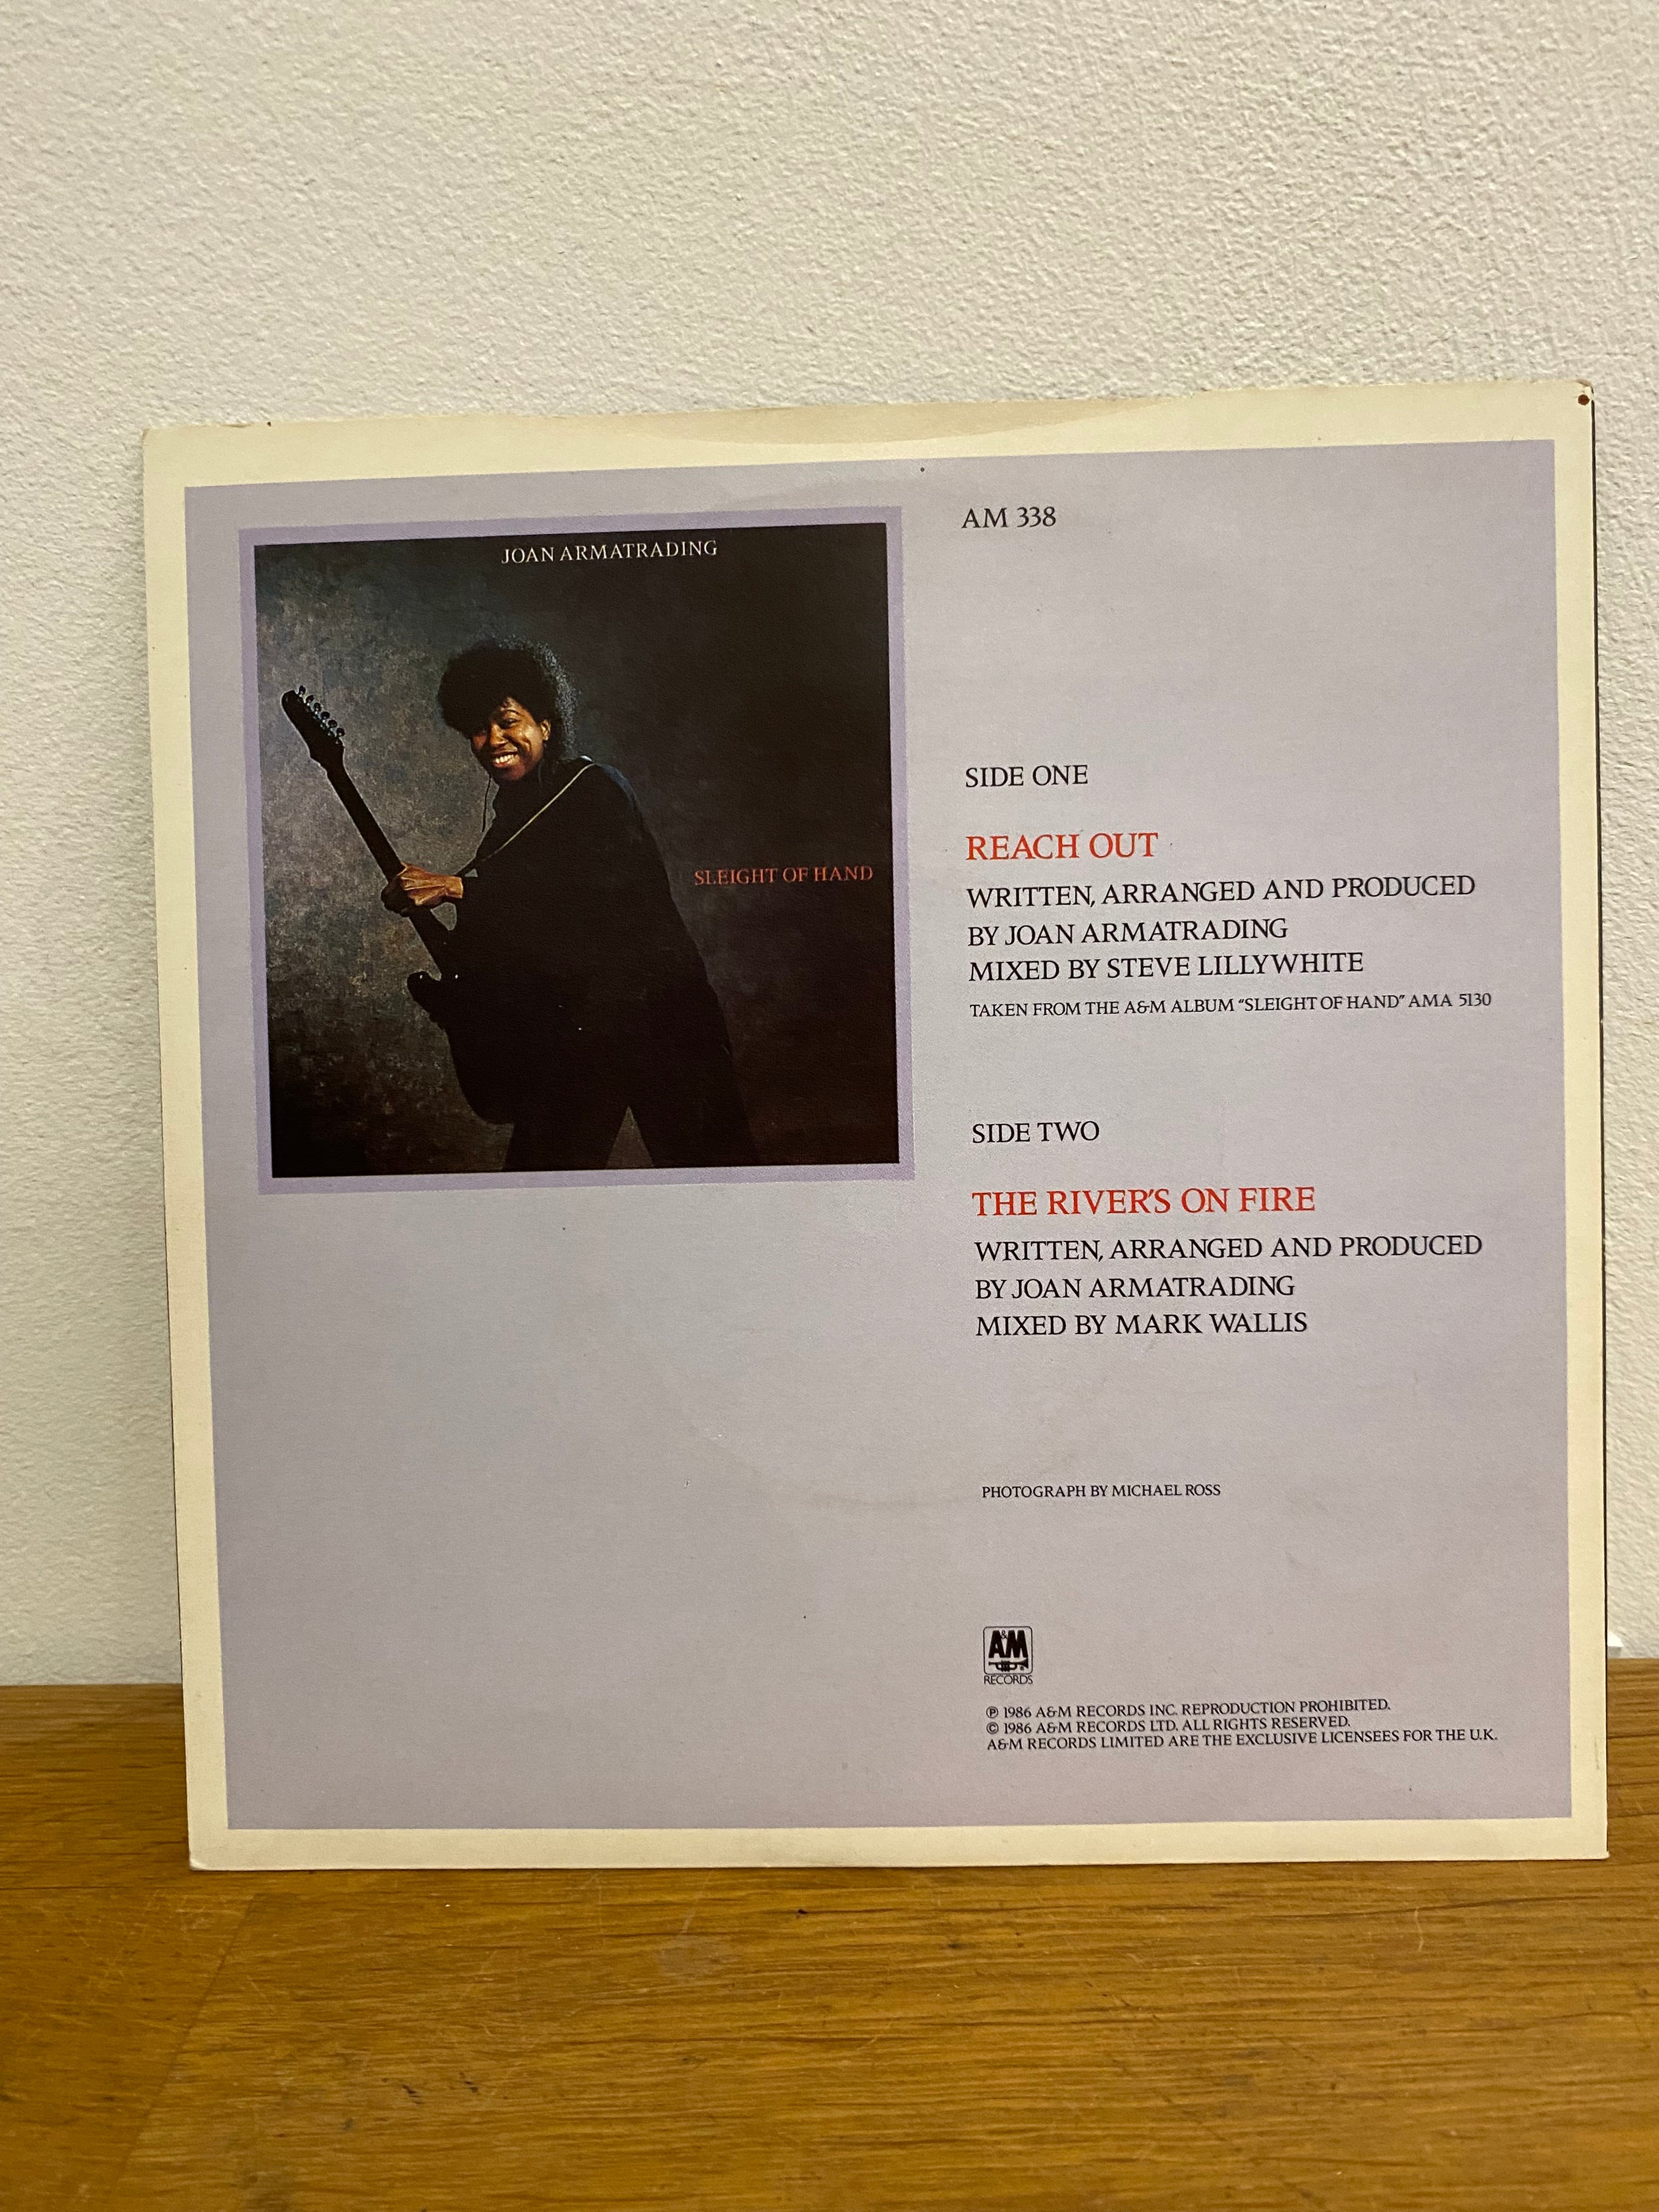 JOAN ARMATRADING
SLEIGHT OF HAND
AM 338
SIDE ONE
REACH OUT
WRITTEN, ARRANGED AND PRODUCED
BY JOAN ARMATRADING
MIXED BY STEVE LILLYWHITE
TAKEN FROM THE A&M ALBUM "SLEIGHT OF HAND" AMA 5130
SIDE TWO
THE RIVER'S ON FIRE
WRITTEN, ARRANGED AND PRODUCED
BY JOAN ARMATRADING
MIXED BY MARK WALLIS
PHOTOGRAPH BY MICHAEL ROSS
A&M
RECORDS
℗ 1986 A&M RECORDS INC. REPRODUCTION PROHIBITED.
© 1986 A&M RECORDS LTD. ALL RIGHTS RESERVED.
A&M RECORDS LIMITED ARE THE EXCLUSIVE LICENSEES FOR THE U.K.